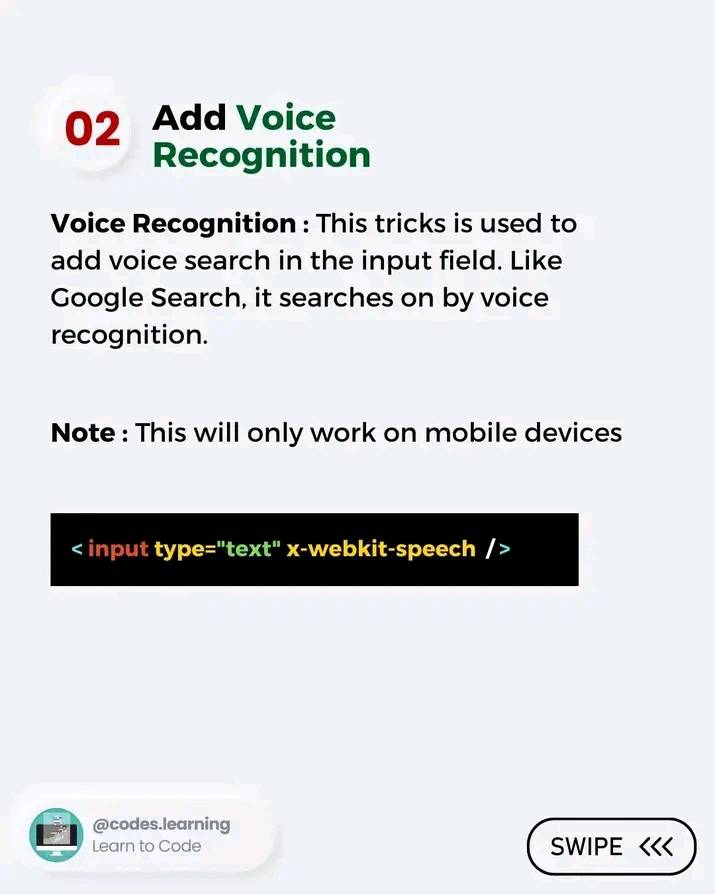 02
Add Voice
Recognition
Voice Recognition : This tricks is used to
add voice search in the input field. Like
Google Search, it searches on by voice
recognition.
Note : This will only work on mobile devices
< input type="text" x-webkit-speech />
@codes.learning
Learn to Code
SWIPE <<<